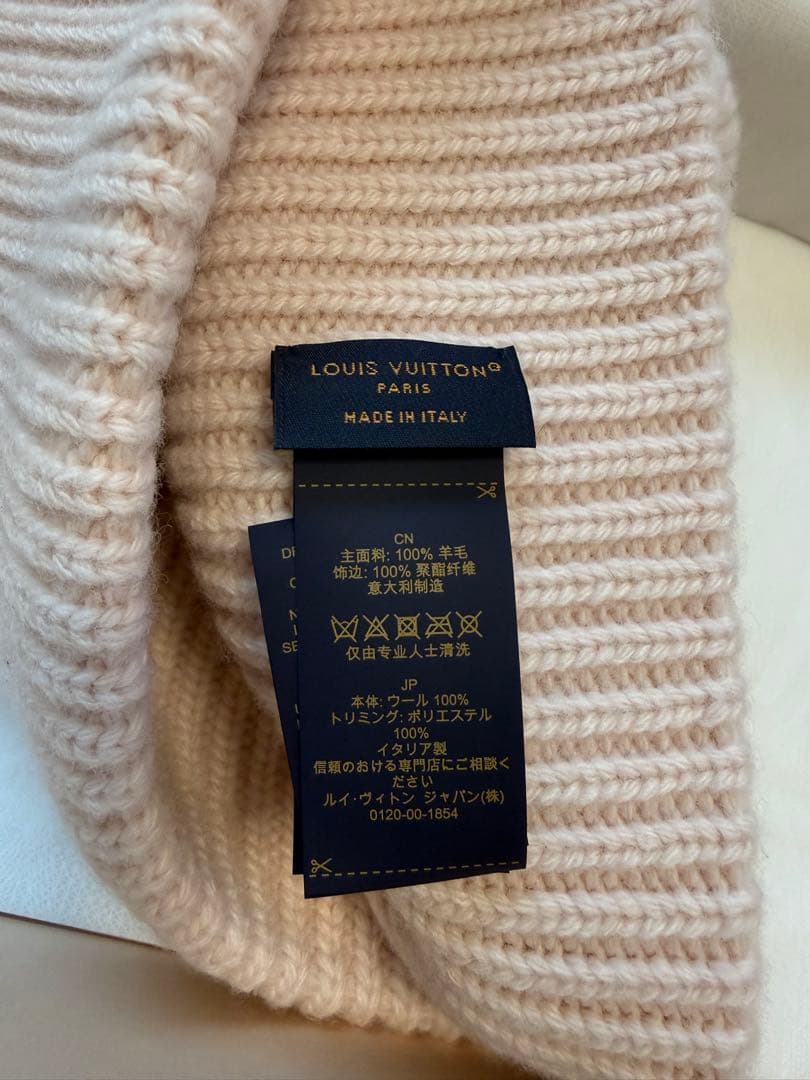 LOUIS VUITTON
PARIS
MADE IN ITALY
CN
主面料: 100% 羊毛
饰边: 100% 聚酯纤维
意大利制造
仅由专业人士清洗
JP
本体: ウール 100%
トリミング: ポリエステル
100%
イタリア製
信頼のおける専門店にご相談く
ださい
ルイ･ヴィトン ジャパン(株)
0120-00-1854